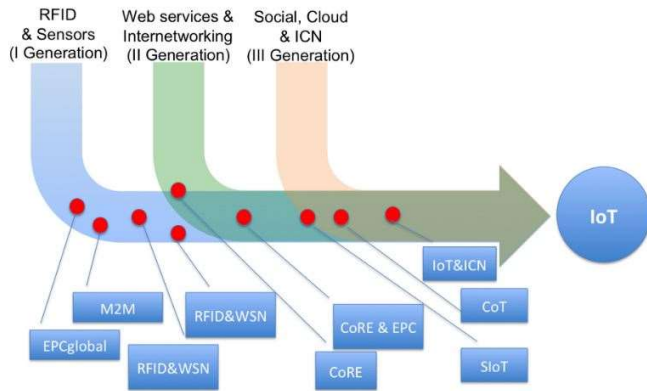 RFID
& Sensors
(I Generation)
Web services &
Internetworking
(II Generation)
Social, Cloud
& ICN
(III Generation)
IoT
IoT&ICN
M2M
RFID&WSN
CoRE & EPC
CoT
EPCglobal
RFID&WSN
CoRE
SIoT